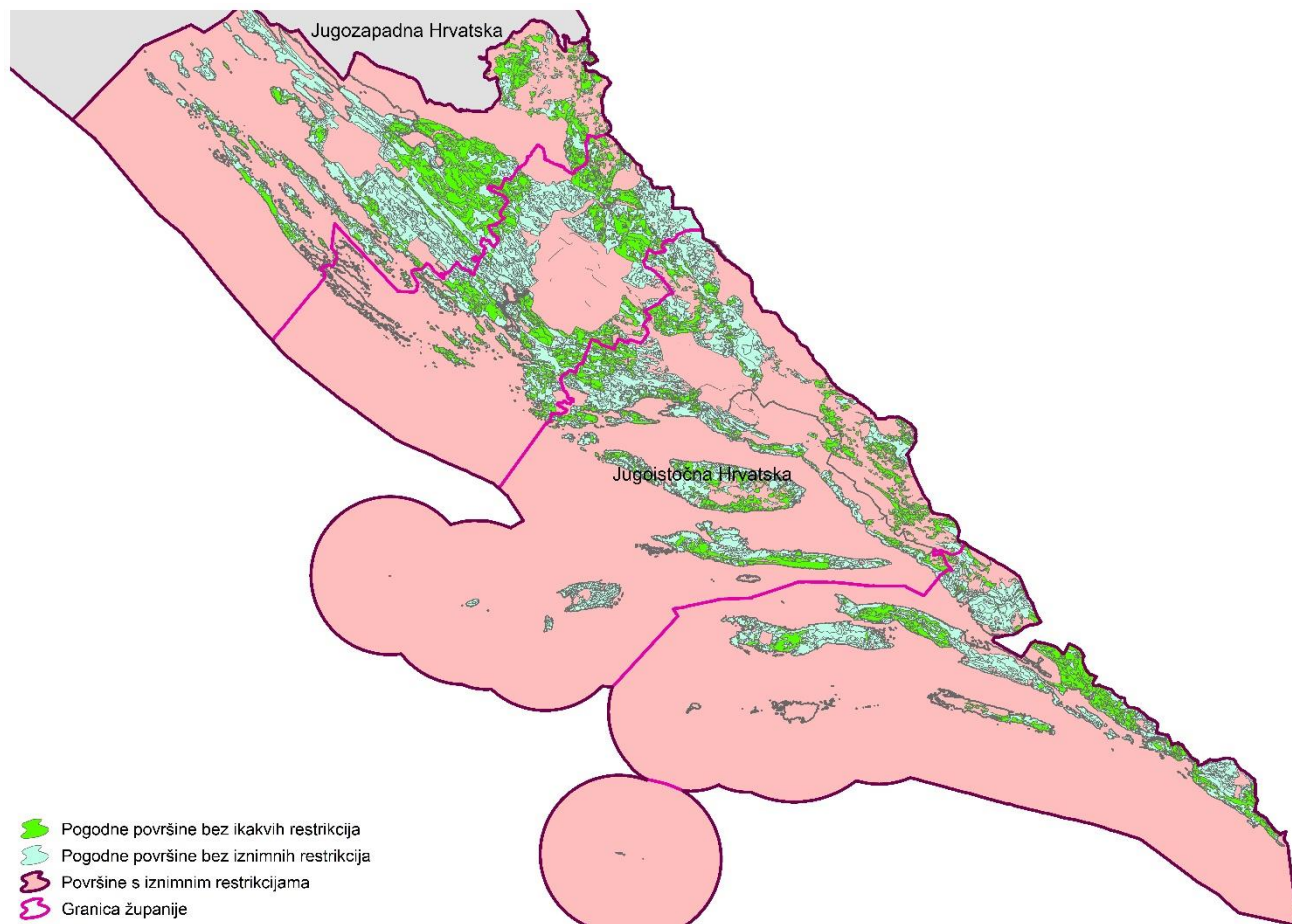 Jugozapadna Hrvatska
Jugoistočna Hrvatska
Pogodne površine bez ikakvih restrikcija
Pogodne površine bez iznimnih restrikcija
Površine s iznimnim restrikcijama
Granica županije